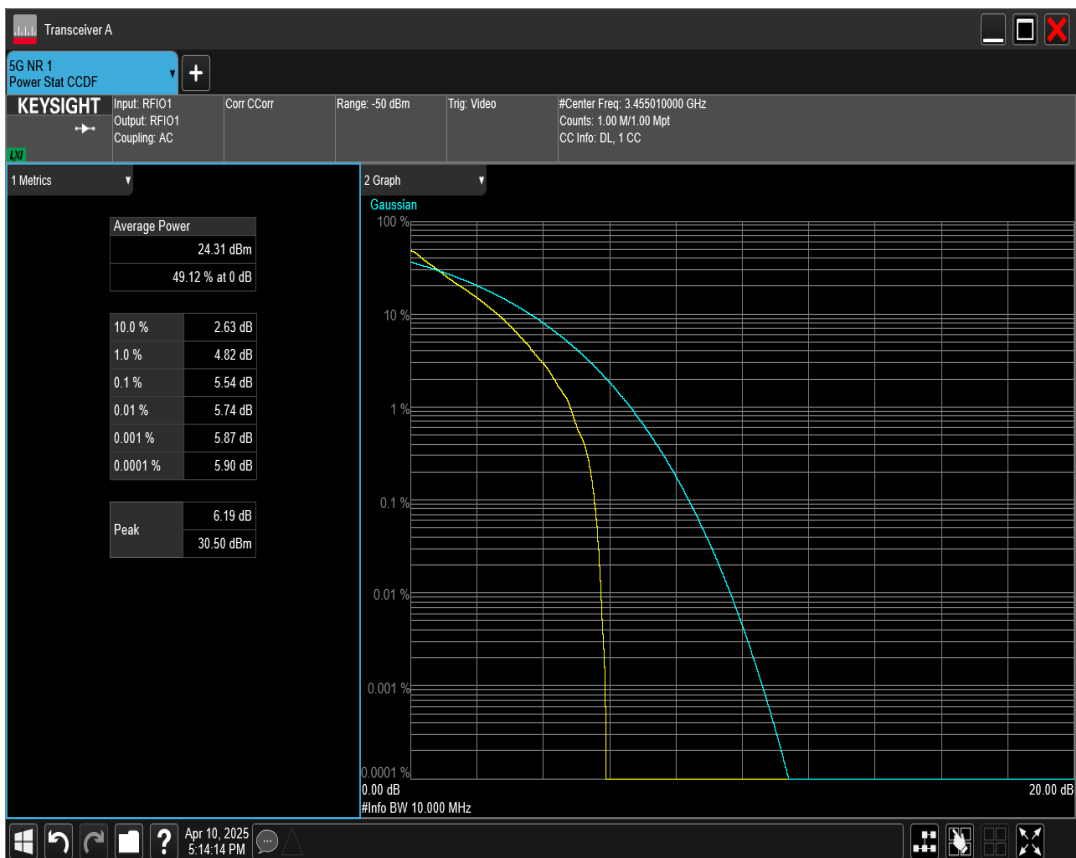 Transceiver A
5G NR 1
Power Stat CCDF
+
KEYSIGHT
LXI
Input: RFIO1
Output: RFIO1
Coupling: AC
Corr CCorr
Range: -50 dBm
Trig: Video
#Center Freq: 3.455010000 GHz
Counts: 1.00 M/1.00 Mpt
CC Info: DL, 1 CC
1 Metrics
Average Power
24.31 dBm
49.12 % at 0 dB
10.0 % 2.63 dB
1.0 % 4.82 dB
0.1 % 5.54 dB
0.01 % 5.74 dB
0.001 % 5.87 dB
0.0001 % 5.90 dB
Peak
6.19 dB
30.50 dBm
2 Graph
Gaussian
100 %
10 %
1 %
0.1 %
0.01 %
0.001 %
0.0001 %
0.00 dB 20.00 dB
#Info BW 10.000 MHz
?
Apr 10, 2025
5:14:14 PM